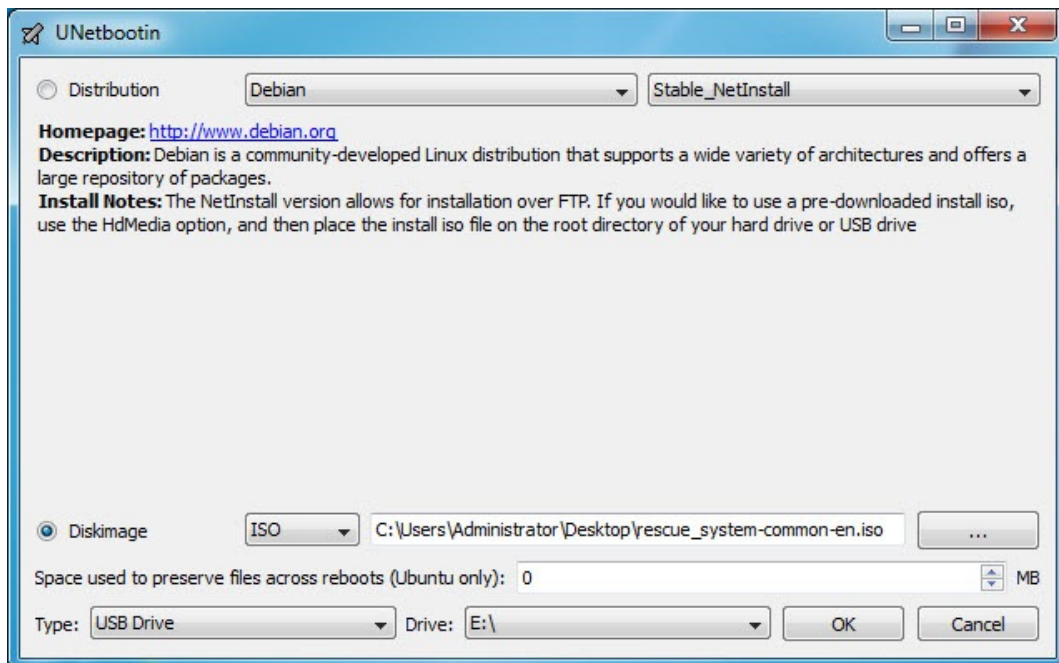 UNetbootin
Distribution Debian Stable_NetInstall
Homepage: http://www.debian.org
Description: Debian is a community-developed Linux distribution that supports a wide variety of architectures and offers a
large repository of packages.
Install Notes: The NetInstall version allows for installation over FTP. If you would like to use a pre-downloaded install iso,
use the HdMedia option, and then place the install iso file on the root directory of your hard drive or USB drive
Diskimage ISO C:\Users\Administrator\Desktop\rescue_system-common-en.iso ...
Space used to preserve files across reboots (Ubuntu only): 0 MB
Type: USB Drive Drive: E:\ OK Cancel